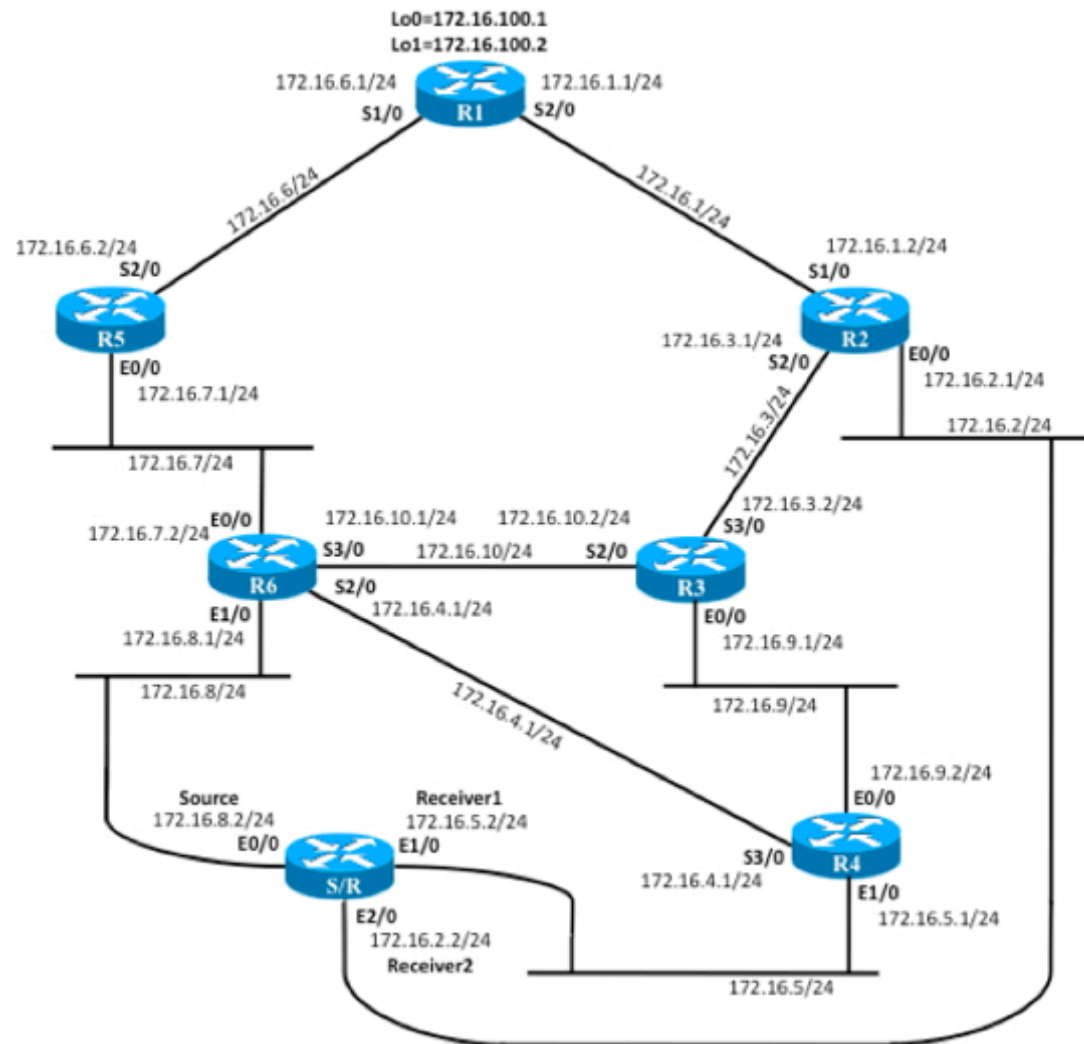 Lo0=172.16.100.1
Lo1=172.16.100.2
172.16.6.1/24
172.16.1.1/24
S1/0
R1
S2/0
172.16.6/24
172.16.1/24
172.16.6.2/24
S2/0
172.16.1.2/24
S1/0
R5
R2
172.16.3.1/24
S2/0
E0/0
172.16.7.1/24
E0/0
172.16.2.1/24
172.16.3/24
172.16.2/24
172.16.7/24
172.16.7.2/24
E0/0
172.16.10.1/24
172.16.10.2/24
172.16.3.2/24
S3/0
S3/0
172.16.10/24
S2/0
R6
R3
S2/0
172.16.4.1/24
E1/0
172.16.8.1/24
E0/0
172.16.9.1/24
172.16.8/24
172.16.4.1/24
172.16.9/24
172.16.9.2/24
E0/0
Source
172.16.8.2/24
E0/0
Receiver1
172.16.5.2/24
E1/0
S/R
S3/0
172.16.4.1/24
R4
E1/0
172.16.5.1/24
E2/0
172.16.2.2/24
Receiver2
172.16.5/24